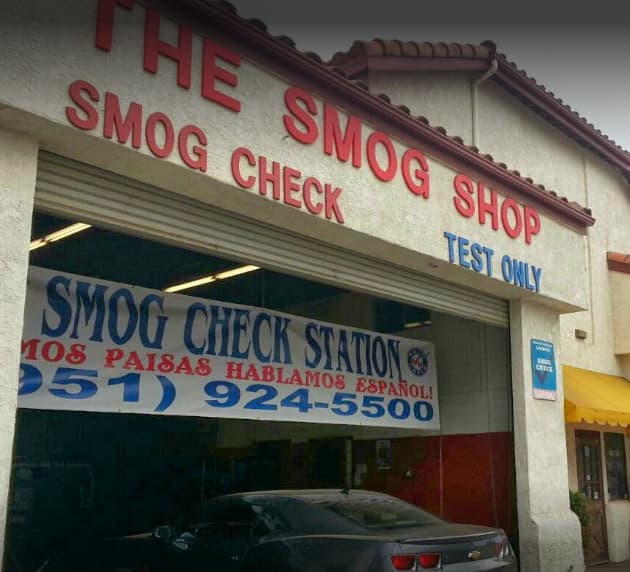 THE SMOG SHOP
SMOG CHECK
TEST ONLY
SMOG CHECK STATION
MOS PAISAS HABLAMOS ESPAÑOL!
951) 924-5500
SMOG
CHECK